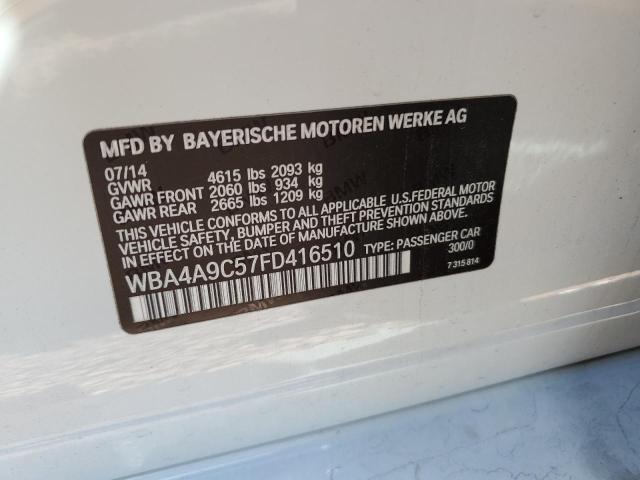 MFD BY BAYERISCHE MOTOREN WERKE AG
07/14
GVWR 4615 lbs 2093 kg
GAWR FRONT 2060 lbs 934 kg
GAWR REAR 2665 lbs 1209 kg
THIS VEHICLE CONFORMS TO ALL APPLICABLE U.S.FEDERAL MOTOR
VEHICLE SAFETY, BUMPER, AND THEFT PREVENTION STANDARDS
IN EFFECT ON THE DATE OF MANUFACTURE SHOWN ABOVE.
WBA4A9C57FD416510 TYPE: PASSENGER CAR
300/0
7 315 814
BMW